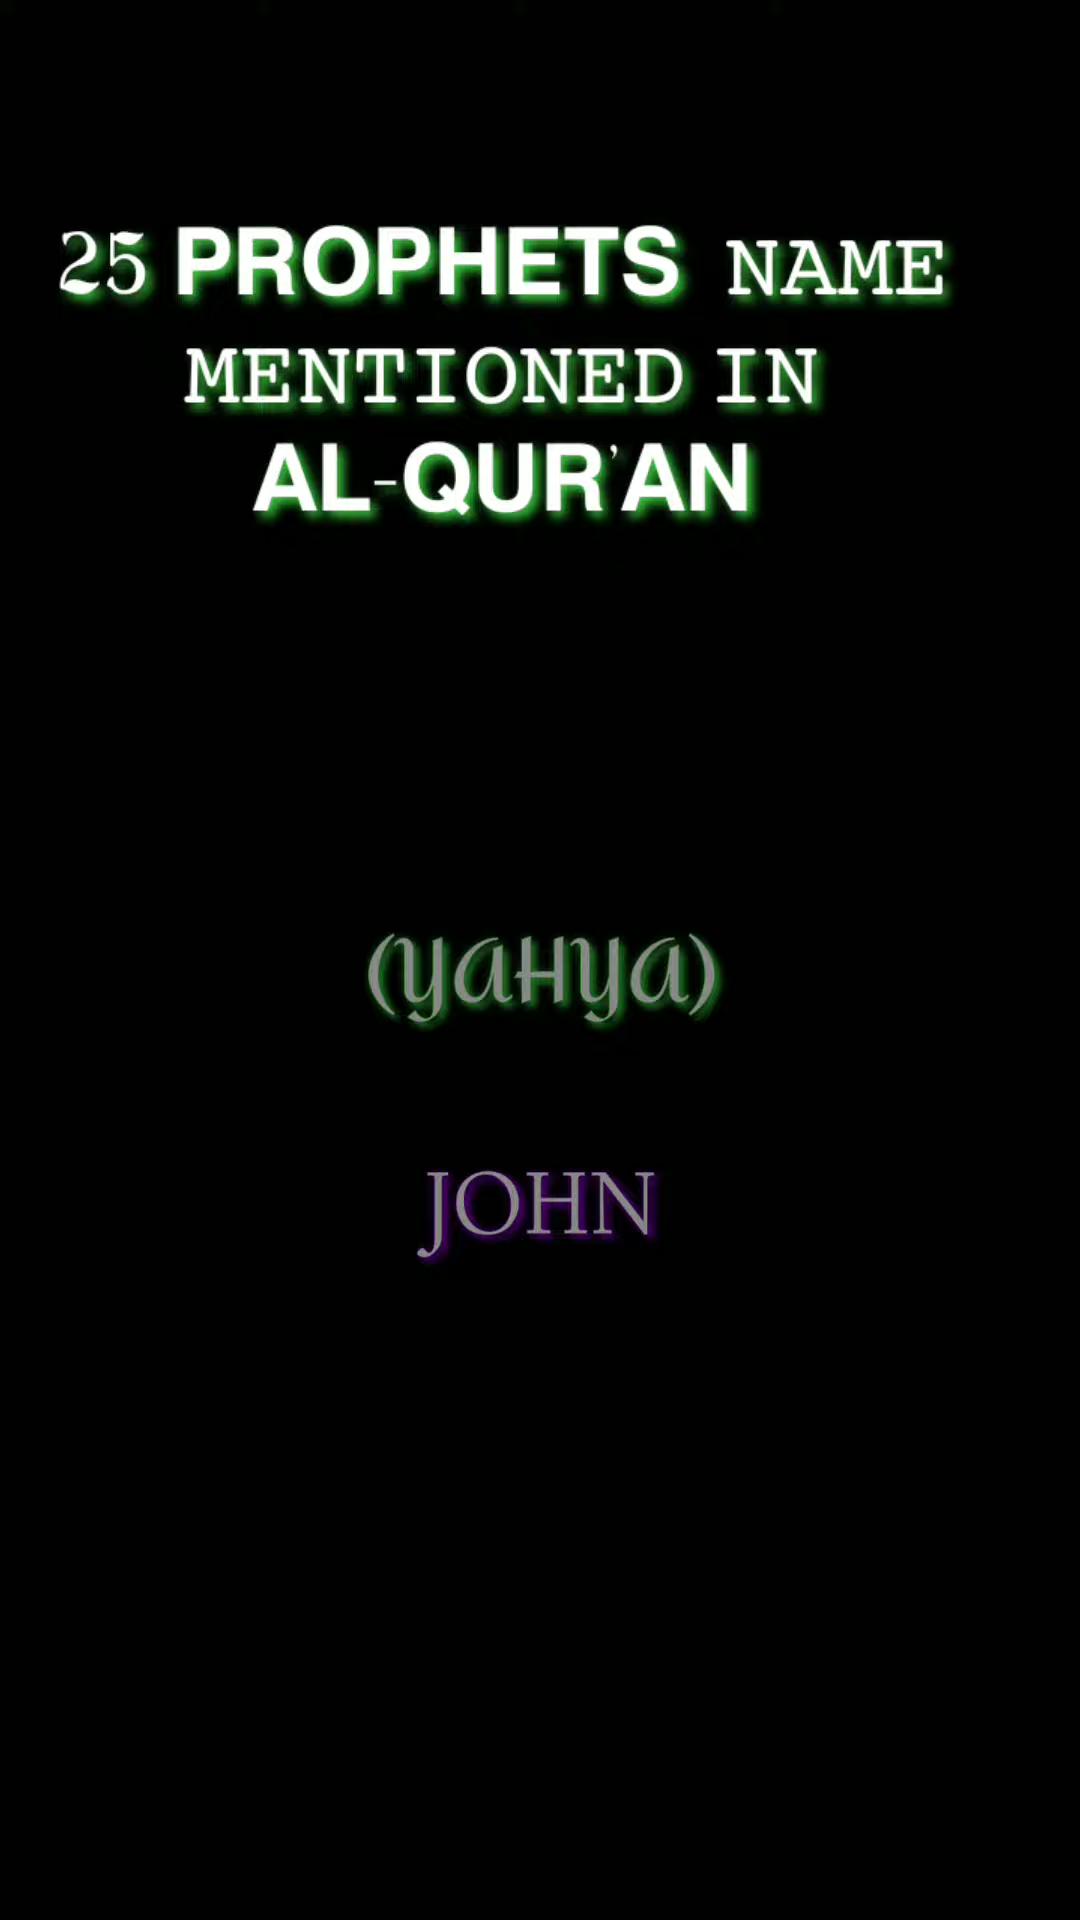 25 PROPHETS NAME
MENTIONED IN
AL-QUR'AN
(YAHYA)
JOHN